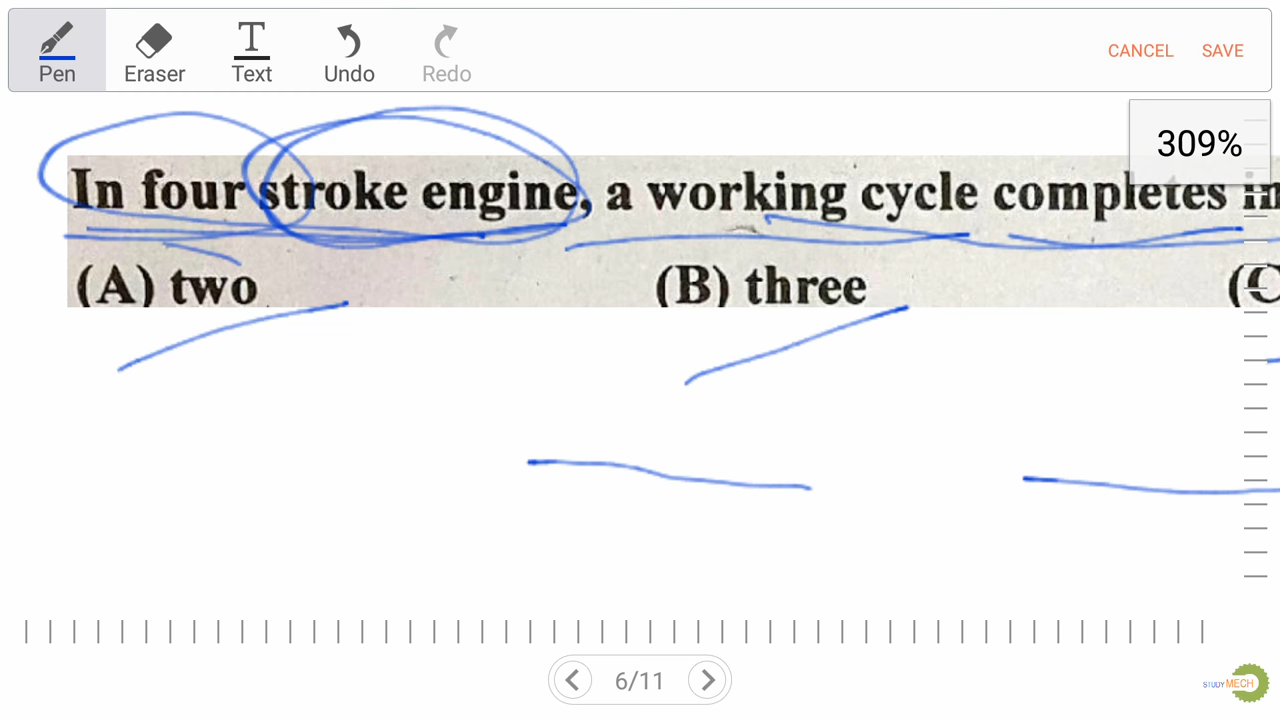 Pen Eraser Text Undo Redo CANCEL SAVE
309%
In four stroke engine, a working cycle completes in
(A) two (B) three (C
6/11
STUDY MECH